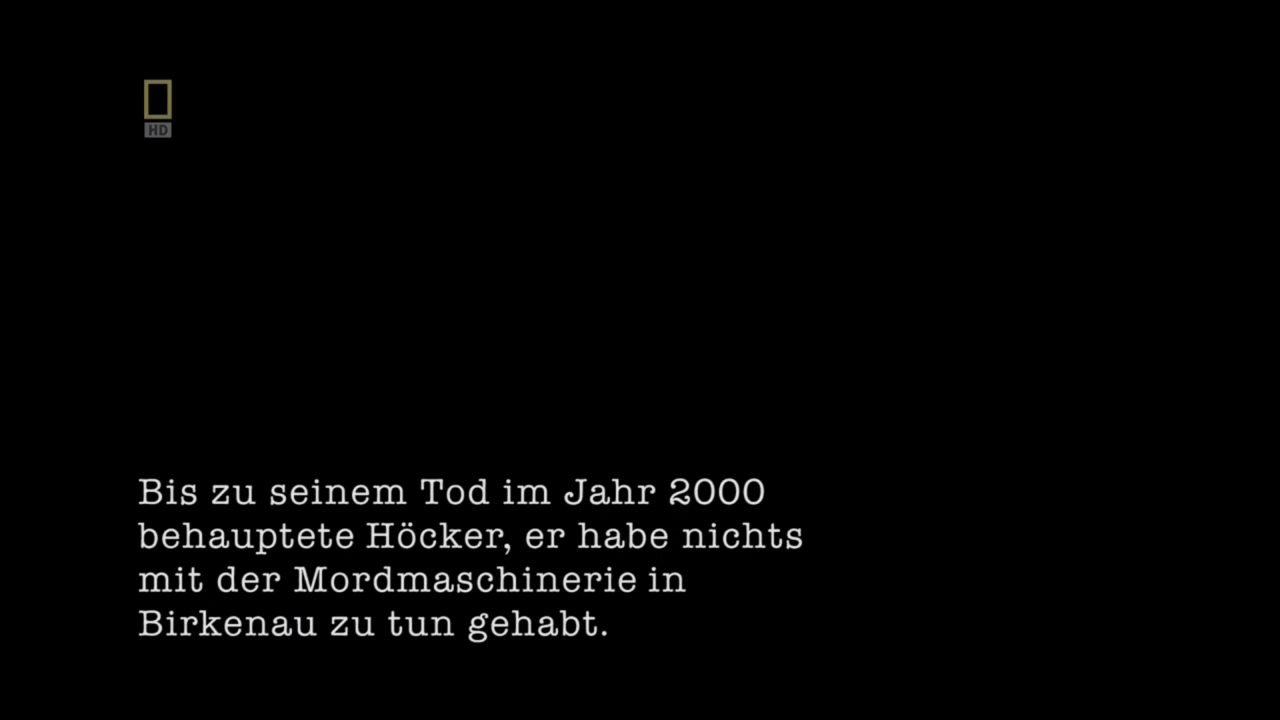 HD
Bis zu seinem Tod im Jahr 2000
behauptete Höcker, er habe nichts
mit der Mordmaschinerie in
Birkenau zu tun gehabt.